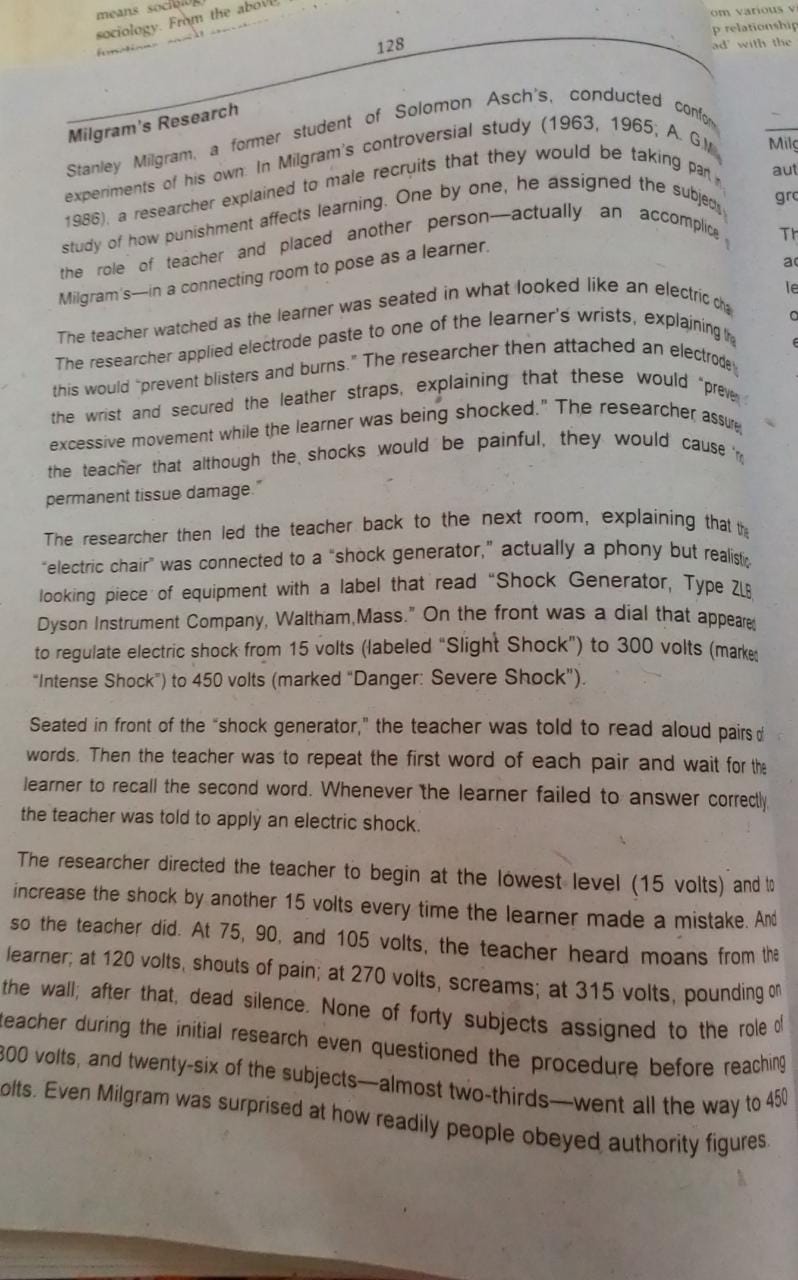 means
sociology. From the above,
om various
p relationship
ad' with the
128
Milgram's Research
Stanley Milgram, a former student of Solomon Asch's, conducted confor
experiments of his own. In Milgram's controversial study (1963, 1965; A. G. M
1986), a researcher explained to male recruits that they would be taking part in
study of how punishment affects learning. One by one, he assigned the subjects
the role of teacher and placed another person—actually an accomplice
Milgram's—in a connecting room to pose as a learner.
The teacher watched as the learner was seated in what looked like an electric cha
The researcher applied electrode paste to one of the learner's wrists, explaining
this would "prevent blisters and burns." The researcher then attached an electrode
the wrist and secured the leather straps, explaining that these would "preven
excessive movement while the learner was being shocked." The researcher assure
the teacher that although the, shocks would be painful, they would cause "no
permanent tissue damage."
The researcher then led the teacher back to the next room, explaining that the
"electric chair" was connected to a "shock generator," actually a phony but realistic-
looking piece of equipment with a label that read "Shock Generator, Type ZLB,
Dyson Instrument Company, Waltham,Mass." On the front was a dial that appeared
to regulate electric shock from 15 volts (labeled "Slight Shock") to 300 volts (marked
"Intense Shock") to 450 volts (marked "Danger: Severe Shock").
Seated in front of the "shock generator," the teacher was told to read aloud pairs of
words. Then the teacher was to repeat the first word of each pair and wait for the
learner to recall the second word. Whenever the learner failed to answer correctly,
the teacher was told to apply an electric shock.
The researcher directed the teacher to begin at the lowest level (15 volts) and to
increase the shock by another 15 volts every time the learner made a mistake. And
so the teacher did. At 75, 90, and 105 volts, the teacher heard moans from the
learner; at 120 volts, shouts of pain; at 270 volts, screams; at 315 volts, pounding on
the wall; after that, dead silence. None of forty subjects assigned to the role of
teacher during the initial research even questioned the procedure before reaching
300 volts, and twenty-six of the subjects—almost two-thirds—went all the way to 450
olts. Even Milgram was surprised at how readily people obeyed authority figures.
Milg
aut
gro
Th
ac
le